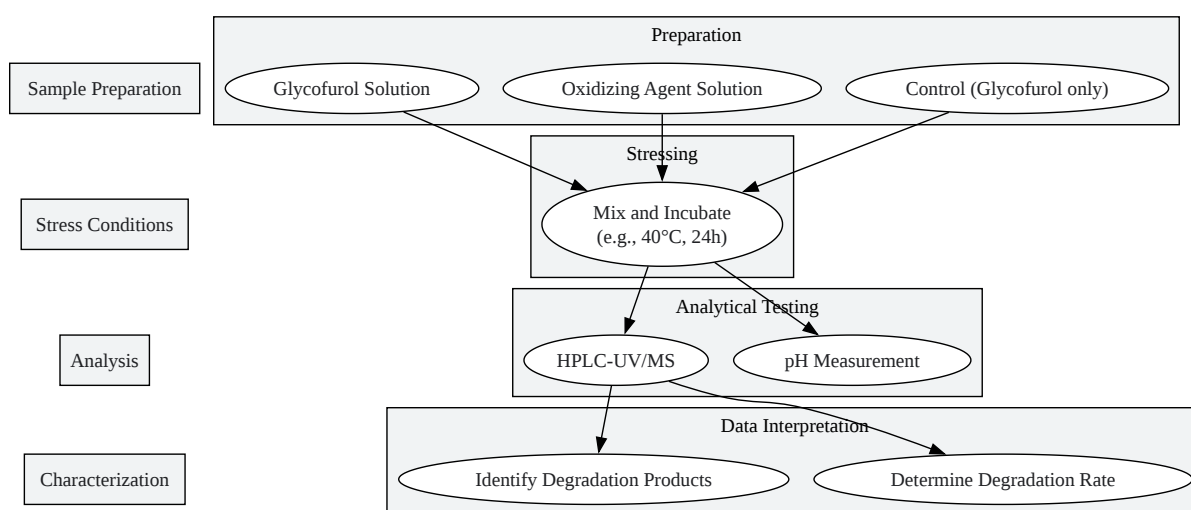 Preparation
Sample Preparation
Glycofurol Solution
Oxidizing Agent Solution
Control (Glycofurol only)
Stressing
Stress Conditions
Mix and Incubate
(e.g., 40°C, 24h)
Analytical Testing
Analysis
HPLC-UV/MS
pH Measurement
Data Interpretation
Characterization
Identify Degradation Products
Determine Degradation Rate